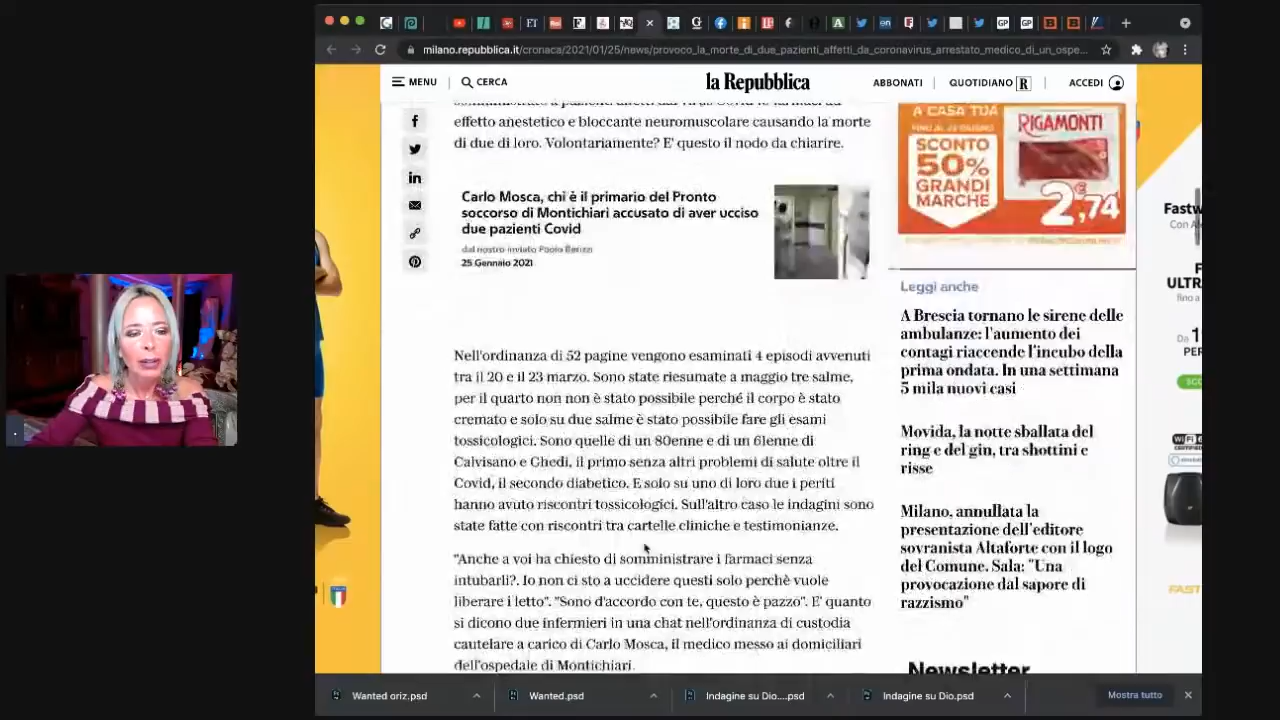 milano.repubblica.it/cronaca/2021/01/25/news/provoco_la_morte_di_due_pazienti_affetti_da_coronavirus_arrestato_medico_di_un_ospe...
MENU
CERCA
la Repubblica
ABBONATI
QUOTIDIANO R
ACCEDI
effetto anestetico e bloccante neuromuscolare causando la morte
di due di loro. Volontariamente? E' questo il nodo da chiarire.
Carlo Mosca, chi è il primario del Pronto
soccorso di Montichiari accusato di aver ucciso
due pazienti Covid
dal nostro inviato Paolo Berizzi
25 Gennaio 2021
Nell'ordinanza di 52 pagine vengono esaminati 4 episodi avvenuti
tra il 20 e il 23 marzo. Sono state riesumate a maggio tre salme,
per il quarto non non è stato possibile perché il corpo è stato
cremato e solo su due salme è stato possibile fare gli esami
tossicologici. Sono quelle di un 80enne e di un 61enne di
Calvisano e Ghedi, il primo senza altri problemi di salute oltre il
Covid, il secondo diabetico. E solo su uno di loro due i periti
hanno avuto riscontri tossicologici. Sull'altro caso le indagini sono
state fatte con riscontri tra cartelle cliniche e testimonianze.
"Anche a voi ha chiesto di somministrare i farmaci senza
intubarli?. Io non ci sto a uccidere questi solo perchè vuole
liberare i letto". "Sono d'accordo con te, questo è pazzo". E' quanto
si dicono due infermieri in una chat nell'ordinanza di custodia
cautelare a carico di Carlo Mosca, il medico messo ai domiciliari
dell'ospedale di Montichiari.
A CASA TUA
RIGAMONTI
SCONTO
50%
GRANDI
MARCHE
2,74
€
Leggi anche
A Brescia tornano le sirene delle
ambulanze: l'aumento dei
contagi riaccende l'incubo della
prima ondata. In una settimana
5 mila nuovi casi
Movida, la notte sballata del
ring e del gin, tra shottini e
risse
Milano, annullata la
presentazione dell'editore
sovranista Altaforte con il logo
del Comune. Sala: "Una
provocazione dal sapore di
razzismo"
Newsletter
Fastw
Con A
ULTR
fino a
Da 1
PER
FAST
Wanted oriz.psd
Wanted.psd
Indagine su Dio....psd
Indagine su Dio.psd
Mostra tutto